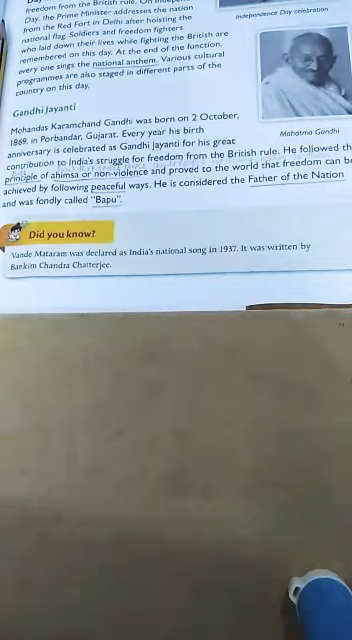 freedom from the British rule. On
Independence Day celebration
Day, the Prime Minister addresses the nation
from the Red Fort in Delhi after hoisting the
national flag. Soldiers and freedom fighters
who laid down their lives while fighting the British are
remembered on this day. At the end of the function,
every one sings the national anthem. Various cultural
programmes are also staged in different parts of the
country on this day.
Gandhi Jayanti
Mohandas Karamchand Gandhi was born on 2 October,
1869, in Porbandar, Gujarat. Every year his birth
Mahatma Gandhi
anniversary is celebrated as Gandhi Jayanti for his great
contribution to India's struggle for freedom from the British rule. He followed th
principle of ahimsa or non-violence and proved to the world that freedom can be
achieved by following peaceful ways. He is considered the Father of the Nation
and was fondly called "Bapu".
Did you know?
Vande Mataram was declared as India's national song in 1937. It was written by
Bankim Chandra Chatterjee.